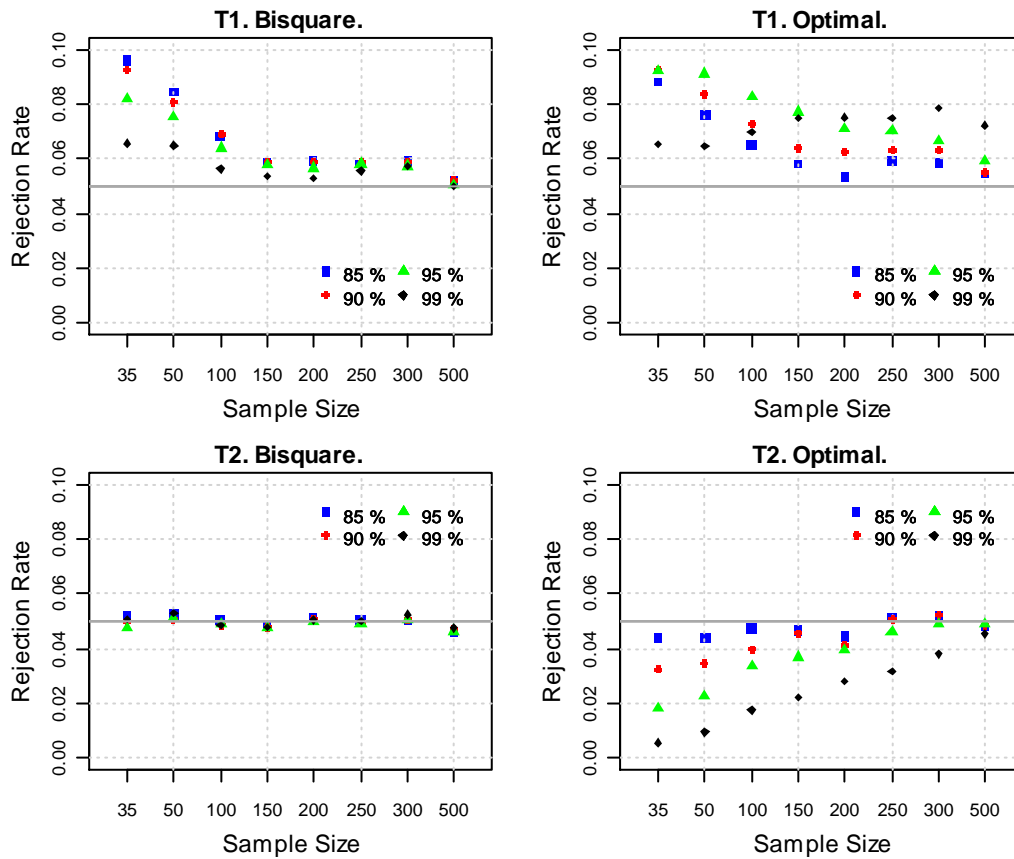 T1. Bisquare.
Rejection Rate
0.10
0.08
0.06
0.04
0.02
0.00
85 % 95 %
90 % 99 %
35 50 100 150 200 250 300 500
Sample Size
T1. Optimal.
Rejection Rate
0.10
0.08
0.06
0.04
0.02
0.00
85 % 95 %
90 % 99 %
35 50 100 150 200 250 300 500
Sample Size
T2. Bisquare.
Rejection Rate
0.10
0.08
0.06
0.04
0.02
0.00
85 % 95 %
90 % 99 %
35 50 100 150 200 250 300 500
Sample Size
T2. Optimal.
Rejection Rate
0.10
0.08
0.06
0.04
0.02
0.00
85 % 95 %
90 % 99 %
35 50 100 150 200 250 300 500
Sample Size